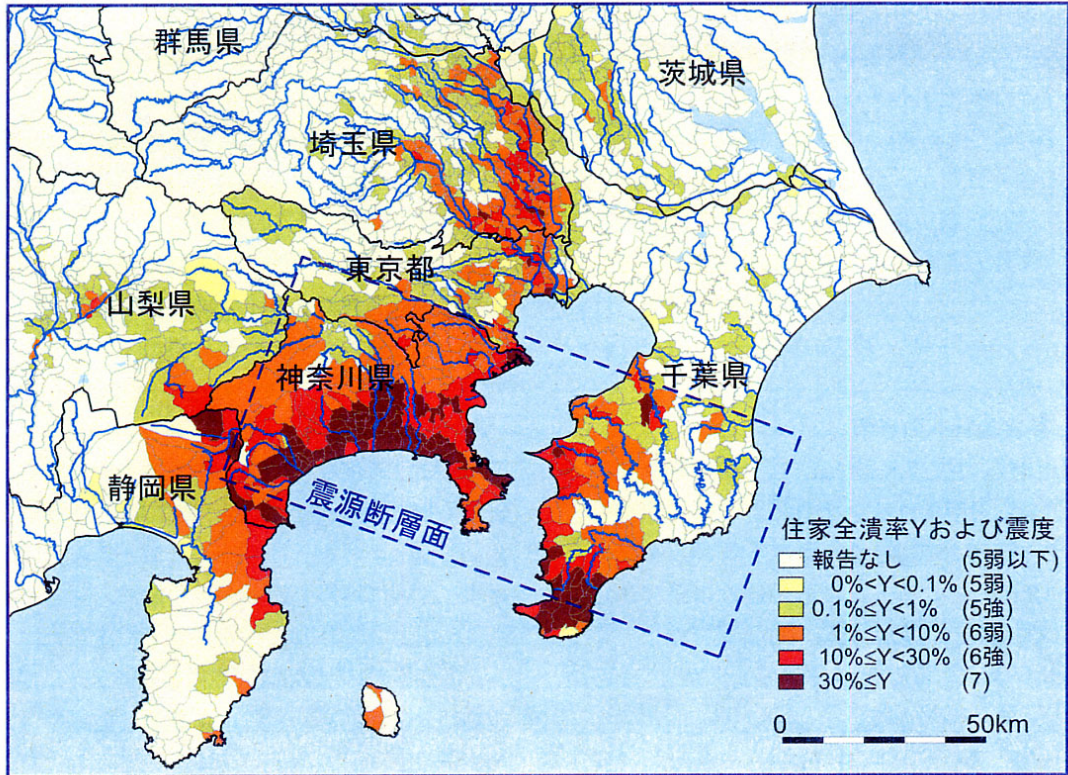 群馬県
茨城県
埼玉県
東京都
山梨県
神奈川県
千葉県
静岡県
震源断層面
住家全潰率Yおよび震度
報告なし (5弱以下)
0%<Y<0.1% (5弱)
0.1%≤Y<1% (5強)
1%≤Y<10% (6弱)
10%≤Y<30% (6強)
30%≤Y (7)
0 50km